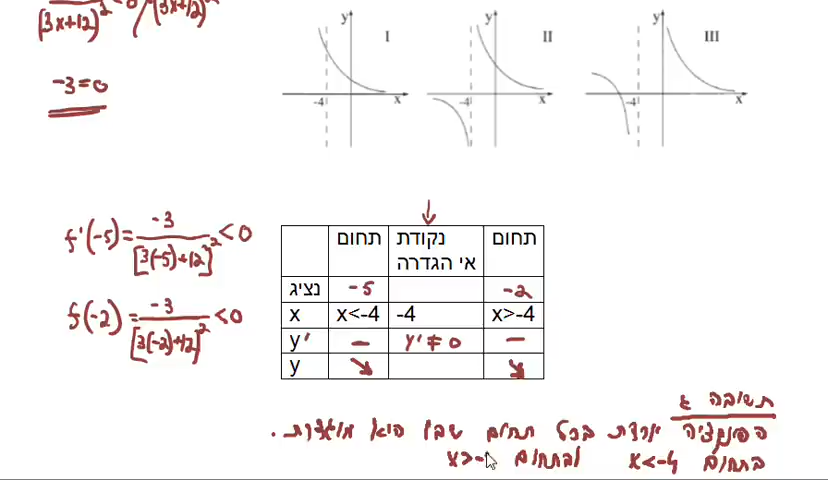 [3x+12]² <0 / (3x+12)²
-3=0
y I -4 x
y II -4 x
y III -4 x
f'(-5)= -3 / [3(-5)+12]² <0
f(-2)= -3 / [3(-2)+12]² <0
תחום נקודת אי הגדרה תחום
נציג -5 -2
x x<-4 -4 x>-4
y' − y'≠0 −
y ↘ ↘
תשובה ג
הפונקציה יורדת בכל תחום שבו היא מוגדרת.
בתחום x<-4 ובתחום x>-